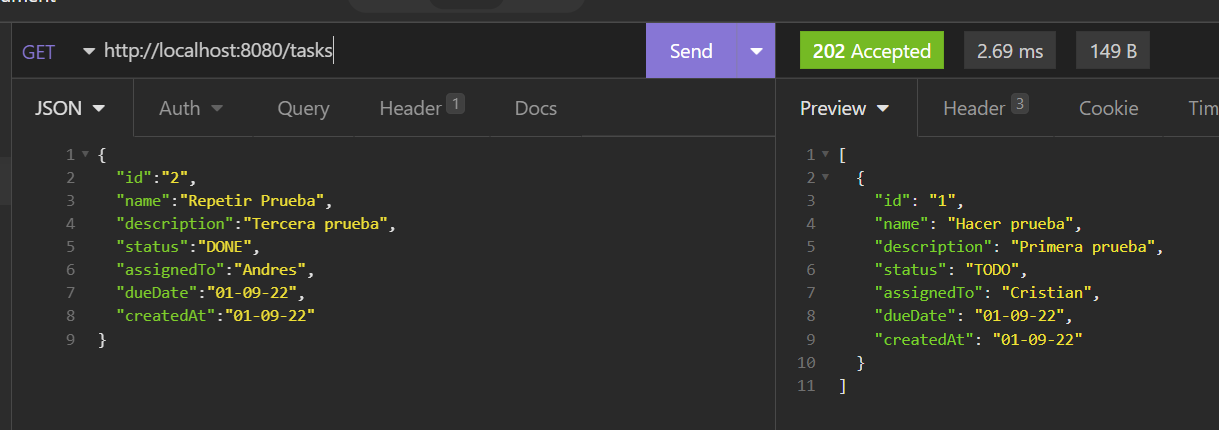 GET http://localhost:8080/tasks Send 202 Accepted 2.69 ms 149 B
JSON Auth Query Header 1 Docs
1 {
2 "id":"2",
3 "name":"Repetir Prueba",
4 "description":"Tercera prueba",
5 "status":"DONE",
6 "assignedTo":"Andres",
7 "dueDate":"01-09-22",
8 "createdAt":"01-09-22"
9 }
Preview Header 3 Cookie Tim
1 [
2 {
3 "id": "1",
4 "name": "Hacer prueba",
5 "description": "Primera prueba",
6 "status": "TODO",
7 "assignedTo": "Cristian",
8 "dueDate": "01-09-22",
9 "createdAt": "01-09-22"
10 }
11 ]